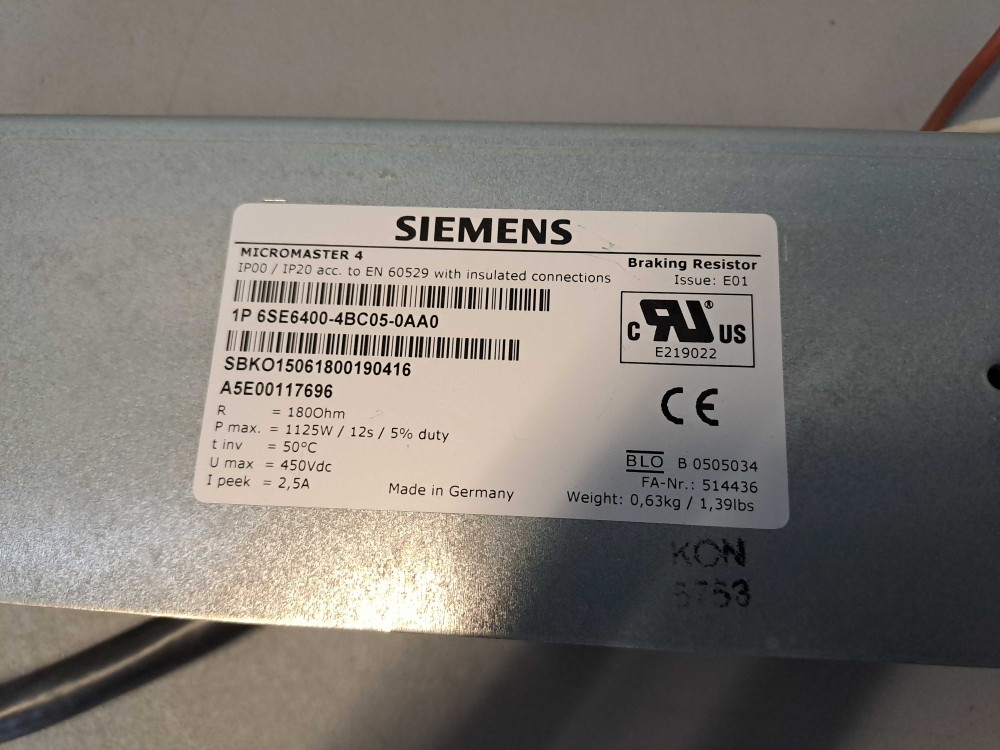 SIEMENS
MICROMASTER 4
IP00 / IP20 acc. to EN 60529 with insulated connections
Braking Resistor
Issue: E01
1P 6SE6400-4BC05-0AA0
c RU ® US
E219022
SBKO15061800190416
A5E00117696
CE
R = 180Ohm
P max. = 1125W / 12s / 5% duty
t inv = 50°C
U max = 450Vdc
I peek = 2,5A
Made in Germany
BLO B 0505034
FA-Nr.: 514436
Weight: 0,63kg / 1,39lbs
KON